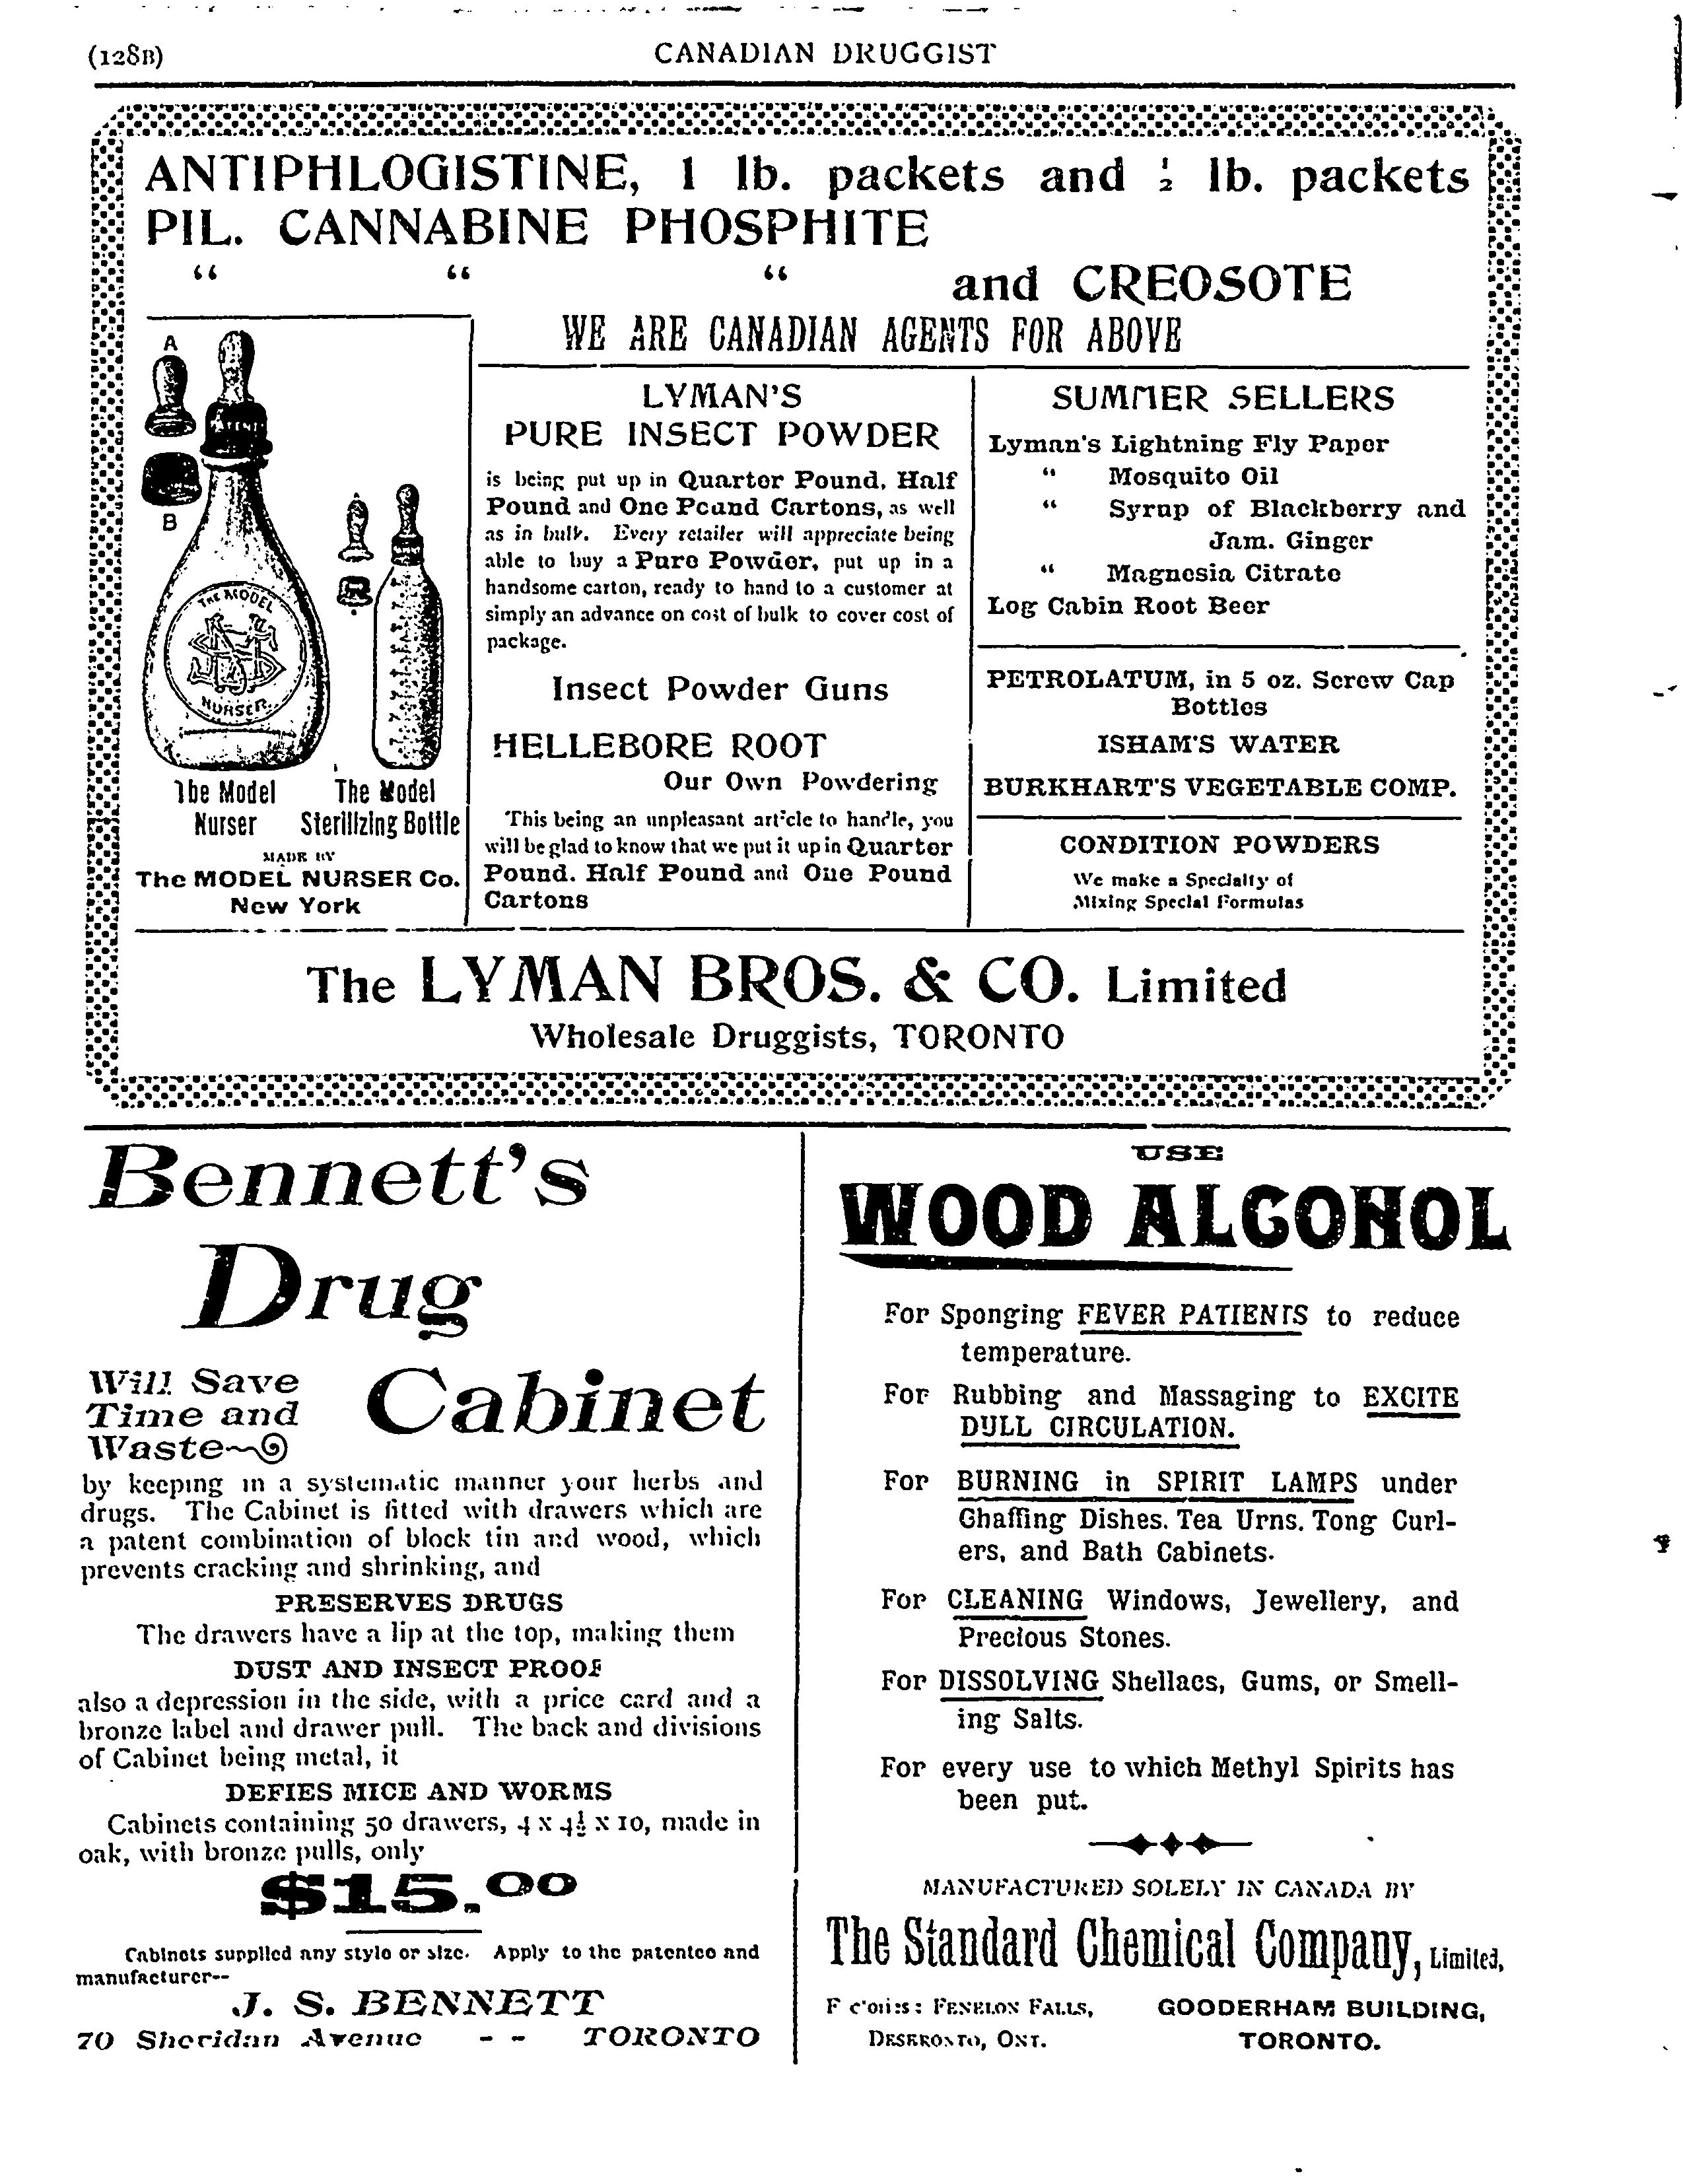 (128B)
CANADIAN DRUGGIST
ANTIPHLOGISTINE, 1 lb. packets and ½ lb. packets
PIL. CANNABINE PHOSPHITE
“ “ “ and CREOSOTE
WE ARE CANADIAN AGENTS FOR ABOVE
A
B
PATENT
THE MODEL
NURSER
The Model
Nurser
The Model
Sterilizing Bottle
MADE BY
The MODEL NURSER Co.
New York
LYMAN'S
PURE INSECT POWDER
is being put up in Quarter Pound, Half
Pound and One Pound Cartons, as well
as in bulk. Every retailer will appreciate being
able to buy a Pure Powder, put up in a
handsome carton, ready to hand to a customer at
simply an advance on cost of bulk to cover cost of
package.
Insect Powder Guns
HELLEBORE ROOT
Our Own Powdering
This being an unpleasant article to handle, you
will be glad to know that we put it up in Quarter
Pound. Half Pound and One Pound
Cartons
SUMMER SELLERS
Lyman's Lightning Fly Paper
“ Mosquito Oil
“ Syrup of Blackberry and
Jam. Ginger
“ Magnesia Citrate
Log Cabin Root Beer
PETROLATUM, in 5 oz. Screw Cap
Bottles
ISHAM'S WATER
BURKHART'S VEGETABLE COMP.
CONDITION POWDERS
We make a Specialty of
Mixing Special Formulas
The LYMAN BROS. & CO. Limited
Wholesale Druggists, TORONTO
Bennett's
Drug
Cabinet
Will Save
Time and
Waste
by keeping in a systematic manner your herbs and
drugs. The Cabinet is fitted with drawers which are
a patent combination of block tin and wood, which
prevents cracking and shrinking, and
PRESERVES DRUGS
The drawers have a lip at the top, making them
DUST AND INSECT PROOF
also a depression in the side, with a price card and a
bronze label and drawer pull. The back and divisions
of Cabinet being metal, it
DEFIES MICE AND WORMS
Cabinets containing 50 drawers, 4 x 4½ x 10, made in
oak, with bronze pulls, only
$15.00
Cabinets supplied any style or size. Apply to the patentee and
manufacturer--
J. S. BENNETT
70 Sheridan Avenue - - TORONTO
USE
WOOD ALCOHOL
For Sponging FEVER PATIENTS to reduce
temperature.
For Rubbing and Massaging to EXCITE
DULL CIRCULATION.
For BURNING in SPIRIT LAMPS under
Chaffing Dishes. Tea Urns. Tong Curl-
ers, and Bath Cabinets.
For CLEANING Windows, Jewellery, and
Precious Stones.
For DISSOLVING Shellacs, Gums, or Smell-
ing Salts.
For every use to which Methyl Spirits has
been put.
MANUFACTURED SOLELY IN CANADA BY
The Standard Chemical Company, Limited,
Factories: FENELON FALLS,
DESERONTO, ONT.
GOODERHAM BUILDING,
TORONTO.